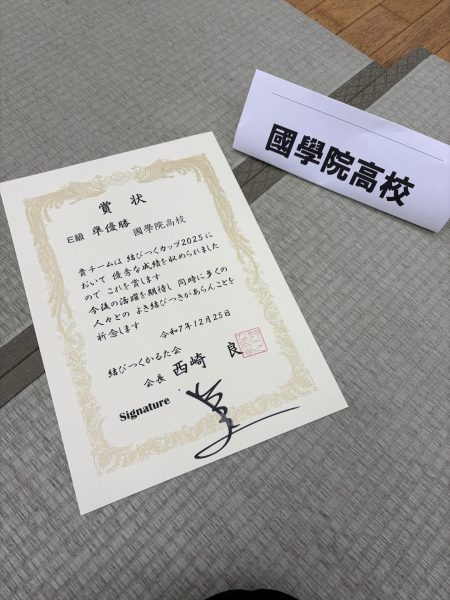 賞状
E級 準優勝 國學院高校
貴チームは 結びつくカップ2025に
おいて 優秀な成績を収められました
ので これを賞します
今後の活躍を期待し 同時に多くの
人々との よき結びつきがあらんことを
祈念します
令和7年12月25日
結びつくかるた会
会長 西崎 良
Signature
國學院高校